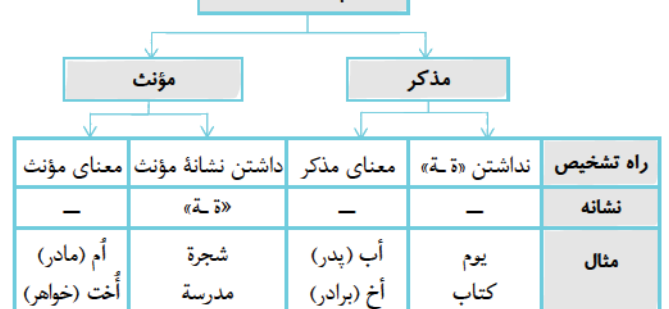 مذکر
مؤنث
راه تشخیص	نداشتن «ة ـة»	معنای مذکر	داشتن نشانهٔ مؤنث	معنای مؤنث
نشانه	—	—	«ة ـة»	—
مثال	یوم	أب (پدر)	شجرة	اُم (مادر)
کتاب	أخ (برادر)	مدرسة	أُخت (خواهر)